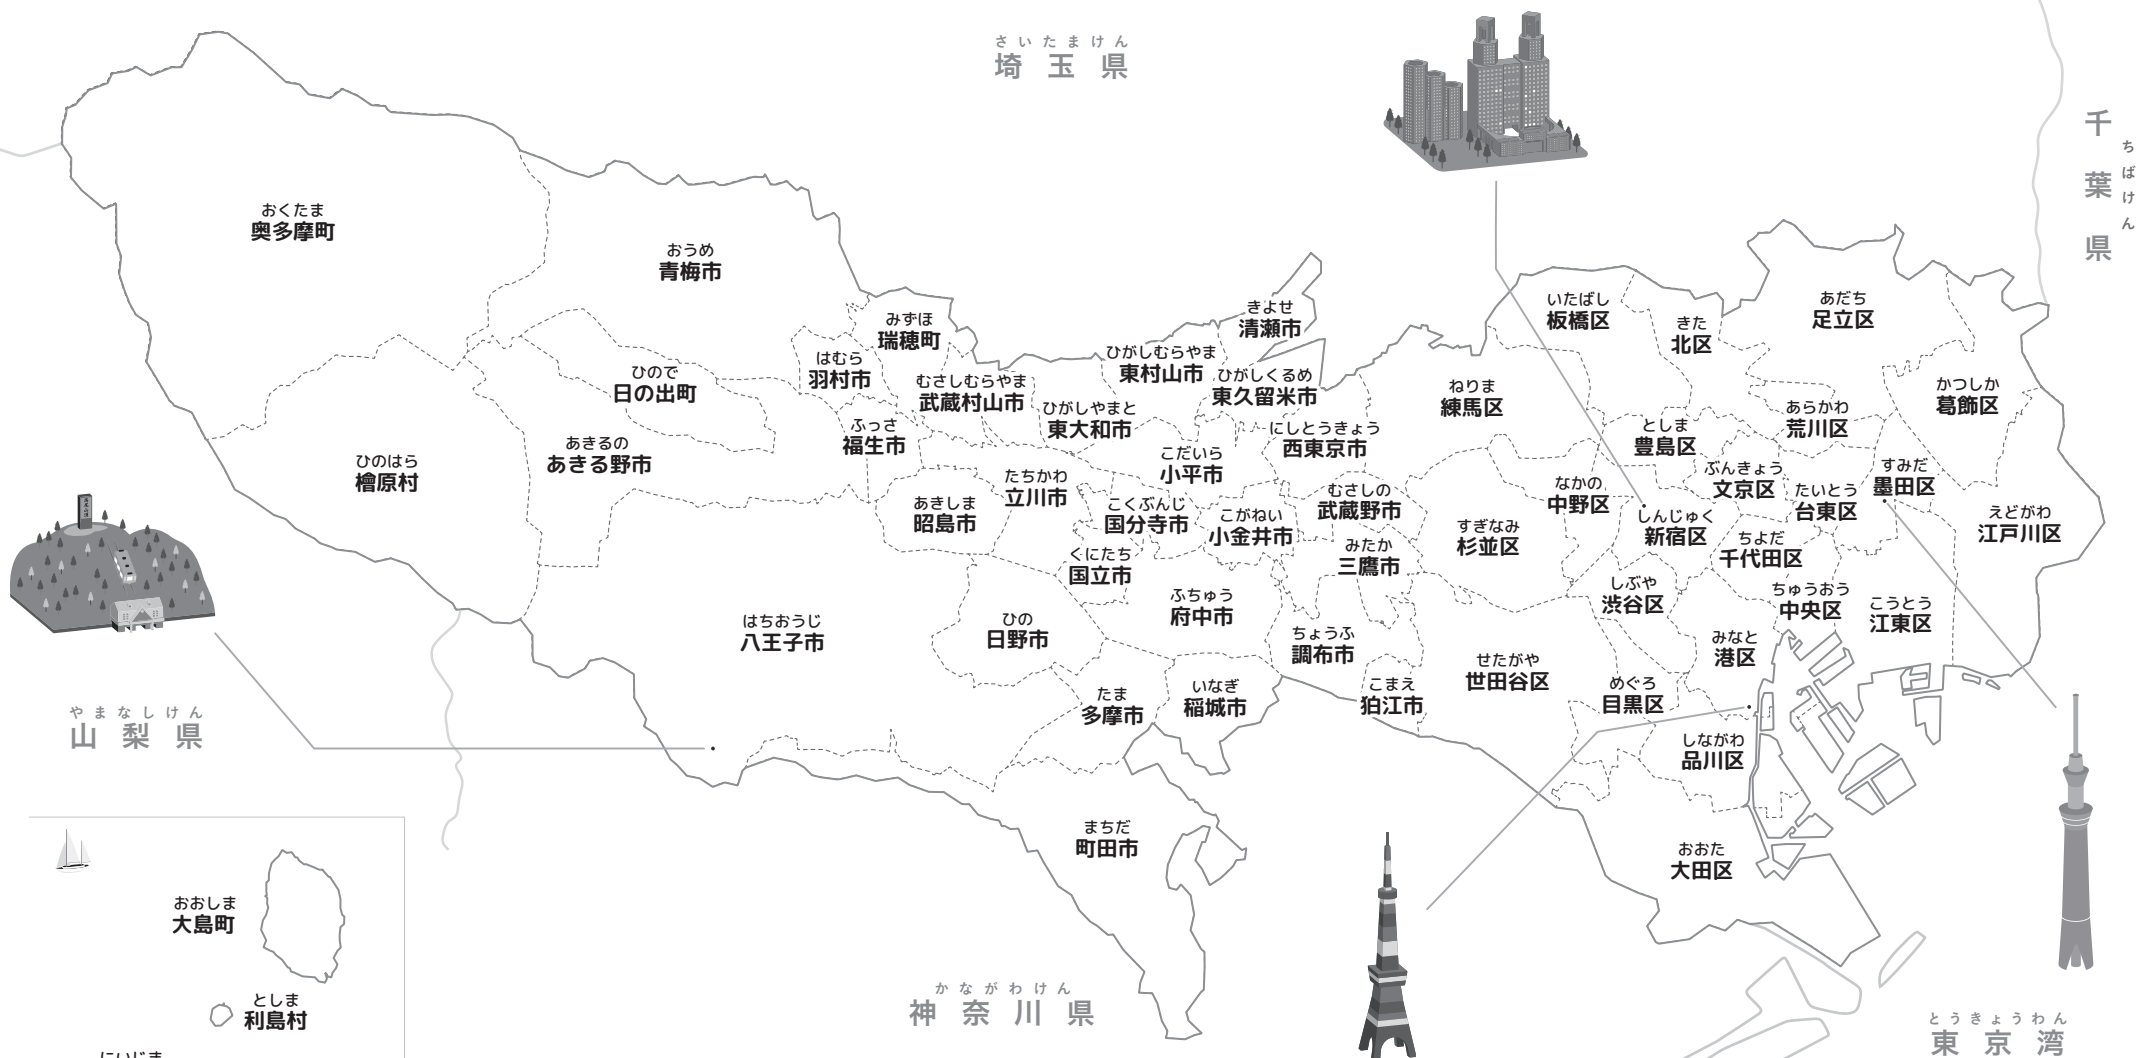 さいたまけん
埼玉県
ちばけん
千葉県
おくたま
奥多摩町
おうめ
青梅市
みずほ
瑞穂町
はむら
羽村市
ひので
日の出町
あきるの
あきる野市
ひのはら
檜原村
ふっさ
福生市
むさしむらやま
武蔵村山市
ひがしやまと
東大和市
ひがしむらやま
東村山市
きよせ
清瀬市
ひがしくるめ
東久留米市
にしとうきょう
西東京市
こだいら
小平市
たちかわ
立川市
あきしま
昭島市
こくぶんじ
国分寺市
くにたち
国立市
こがねい
小金井市
むさしの
武蔵野市
みたか
三鷹市
ふちゅう
府中市
ちょうふ
調布市
こまえ
狛江市
はちおうじ
八王子市
ひの
日野市
たま
多摩市
いなぎ
稲城市
まちだ
町田市
いたばし
板橋区
きた
北区
あだち
足立区
ねりま
練馬区
としま
豊島区
あらかわ
荒川区
かつしか
葛飾区
なかの
中野区
ぶんきょう
文京区
たいとう
台東区
すみだ
墨田区
すぎなみ
杉並区
しんじゅく
新宿区
ちよだ
千代田区
えどがわ
江戸川区
しぶや
渋谷区
ちゅうおう
中央区
こうとう
江東区
みなと
港区
せたがや
世田谷区
めぐろ
目黒区
しながわ
品川区
おおた
大田区
やまなしけん
山梨県
かながわけん
神奈川県
とうきょうわん
東京湾
おおしま
大島町
としま
利島村
にいじま